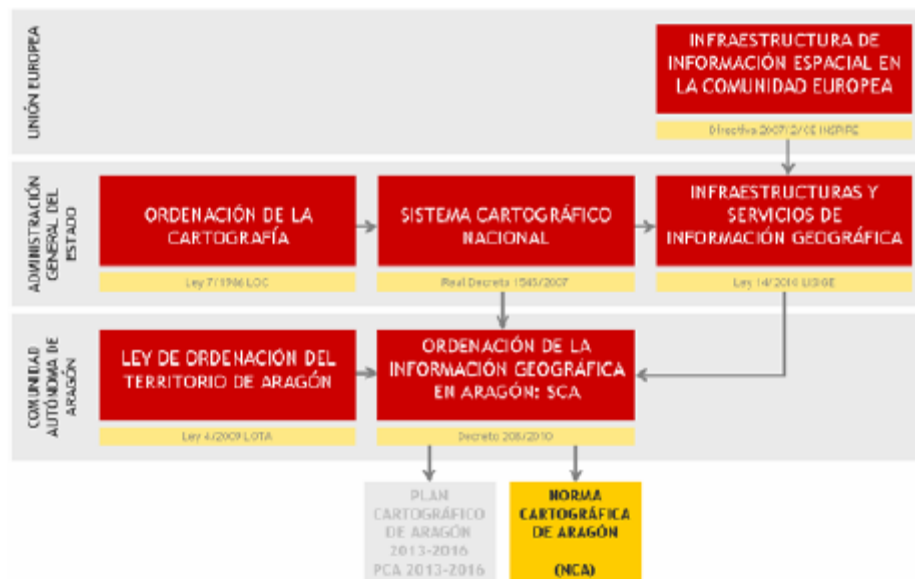 UNIÓN EUROPEA
INFRAESTRUCTURA DE
INFORMACIÓN ESPACIAL EN
LA COMUNIDAD EUROPEA
Directiva 2007/2/CE INSPIRE
ADMINISTRACIÓN
GENERAL DEL
ESTADO
ORDENACIÓN DE LA
CARTOGRAFÍA
Ley 7/1986 LOC
SISTEMA CARTOGRÁFICO
NACIONAL
Real Decreto 1545/2007
INFRAESTRUCTURAS Y
SERVICIOS DE
INFORMACIÓN GEOGRÁFICA
Ley 14/2010 LISIGE
COMUNIDAD
AUTÓNOMA DE
ARAGÓN
LEY DE ORDENACIÓN DEL
TERRITORIO DE ARAGÓN
Ley 4/2009 LOTA
ORDENACIÓN DE LA
INFORMACIÓN GEOGRÁFICA
EN ARAGÓN: SCA
Decreto 208/2010
PLAN
CARTOGRÁFICO
DE ARAGÓN
2013-2016
PCA 2013-2016
NORMA
CARTOGRÁFICA
DE ARAGÓN
(NCA)